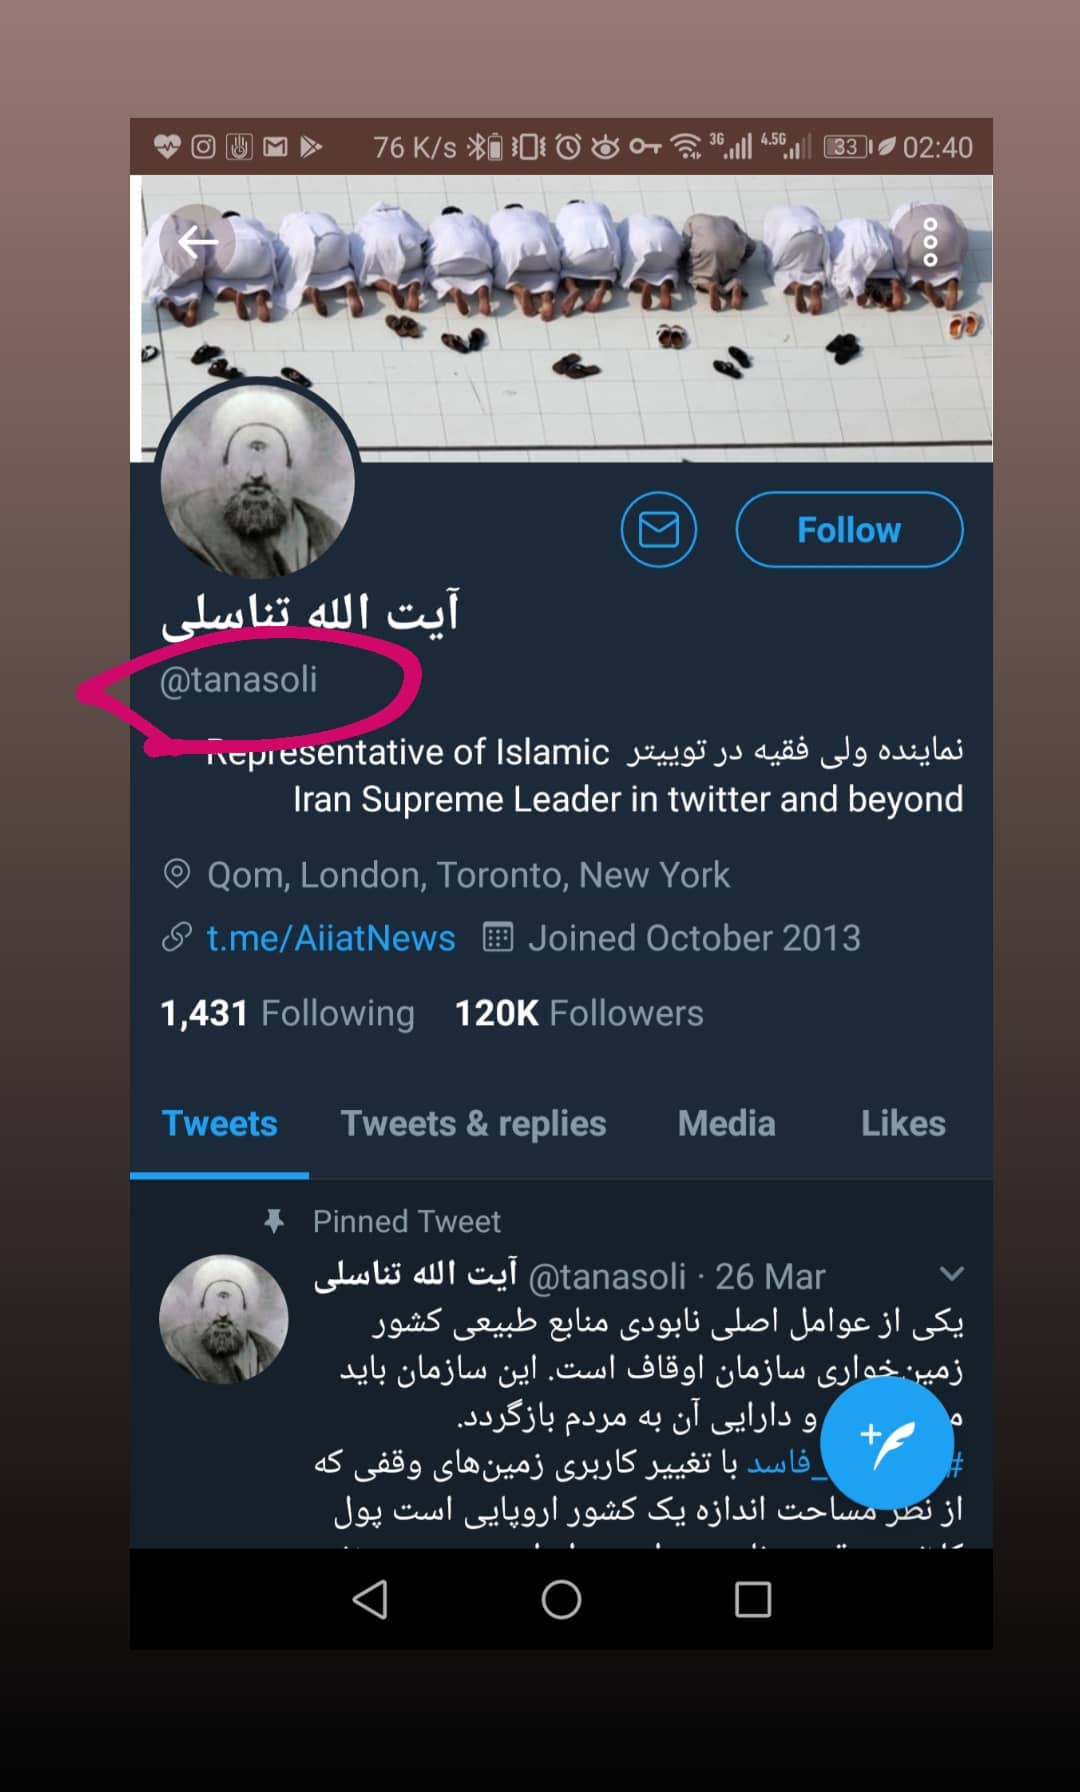 76 K/s 3G 4.5G 33 02:40
Follow
آیت الله تناسلی
@tanasoli
نماینده ولی فقیه در توییتر Representative of Islamic
Iran Supreme Leader in twitter and beyond
Qom, London, Toronto, New York
t.me/AiiatNews Joined October 2013
1,431 Following 120K Followers
Tweets Tweets & replies Media Likes
Pinned Tweet
آیت الله تناسلی @tanasoli · 26 Mar
یکی از عوامل اصلی نابودی منابع طبیعی کشور
زمین‌خواری سازمان اوقاف است. این سازمان باید
و دارایی آن به مردم بازگردد.
_فاسد با تغییر کاربری زمین‌های وقفی که
از نظر مساحت اندازه یک کشور اروپایی است پول